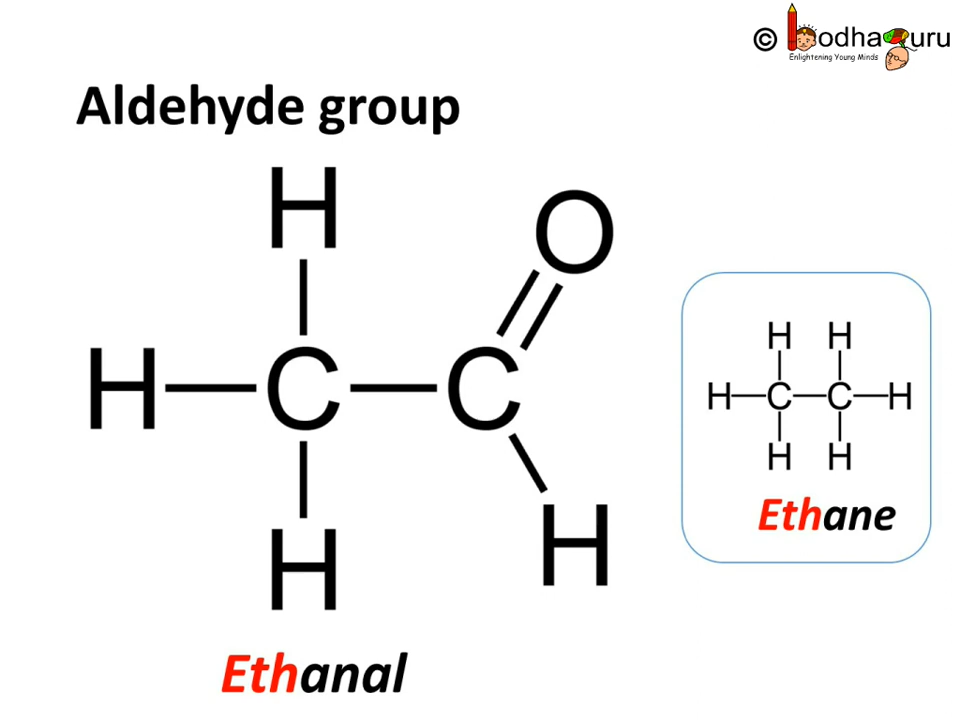 © BodhaGuru
Enlightening Young Minds
Aldehyde group
H
O
H C C
H
H
Ethanal
H H
H C C H
H H
Ethane